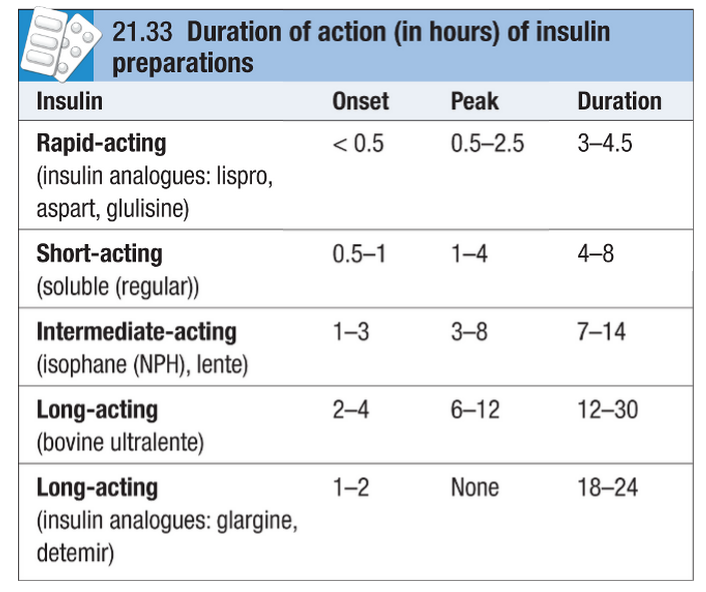 21.33 Duration of action (in hours) of insulin
preparations
Insulin Onset Peak Duration
Rapid-acting < 0.5 0.5–2.5 3–4.5
(insulin analogues: lispro,
aspart, glulisine)
Short-acting 0.5–1 1–4 4–8
(soluble (regular))
Intermediate-acting 1–3 3–8 7–14
(isophane (NPH), lente)
Long-acting 2–4 6–12 12–30
(bovine ultralente)
Long-acting 1–2 None 18–24
(insulin analogues: glargine,
detemir)